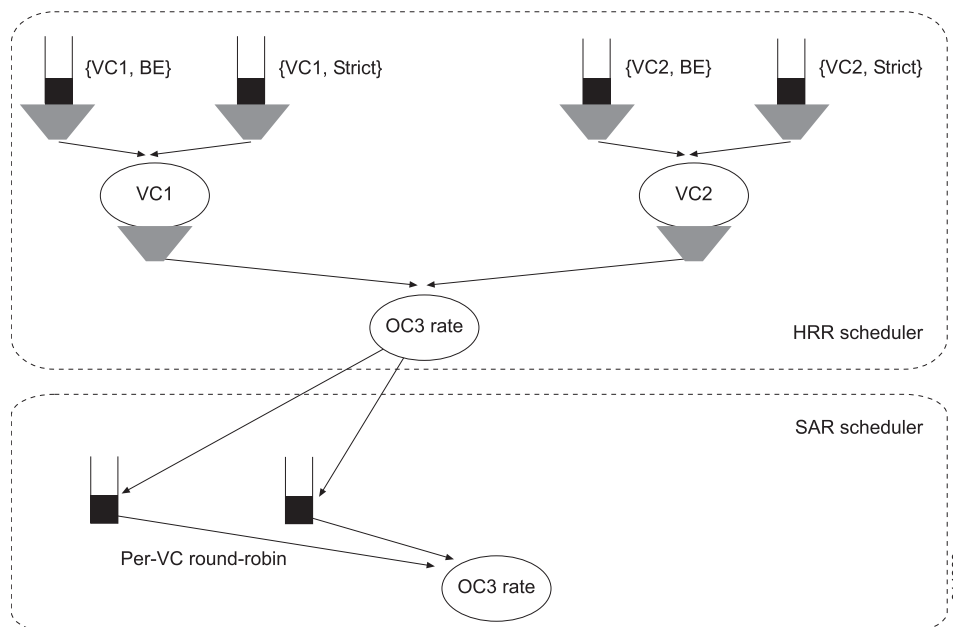 {VC1, BE}
{VC1, Strict}
{VC2, BE}
{VC2, Strict}
VC1
VC2
OC3 rate
HRR scheduler
SAR scheduler
Per-VC round-robin
OC3 rate